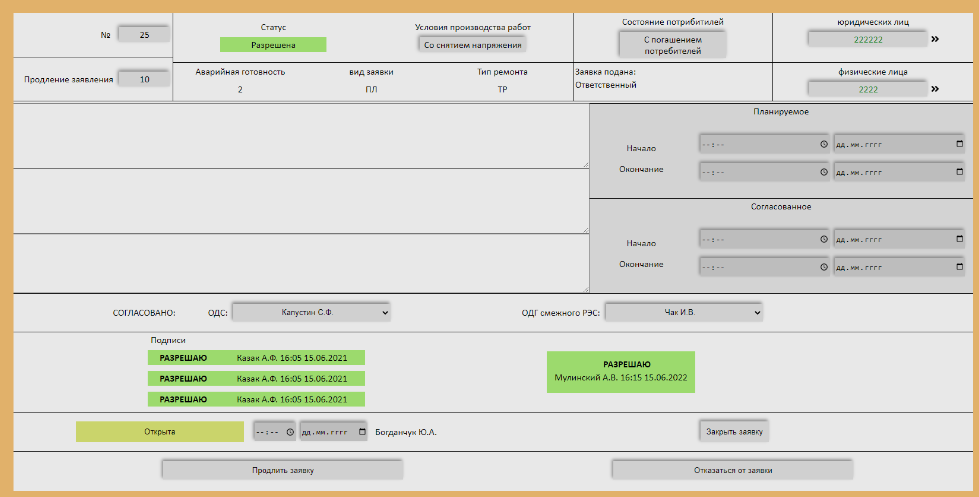 № 25
Статус
Разрешена
Условия производства работ
Со снятием напряжения
Состояние потрибитилей
С погашением
потребителей
юридических лиц
222222 »
Продление заявления 10
Аварийная готовность
2
вид заявки
ПЛ
Тип ремонта
ТР
Заявка подана:
Ответственный
физические лица
2222 »
Планируемое
Начало --:-- дд.мм.гггг
Окончание --:-- дд.мм.гггг
Согласованное
Начало --:-- дд.мм.гггг
Окончание --:-- дд.мм.гггг
СОГЛАСОВАНО: ОДС: Капустин С.Ф. ОДГ смежного РЭС: Чак И.В.
Подписи
РАЗРЕШАЮ Казак А.Ф. 16:05 15.06.2021
РАЗРЕШАЮ Казак А.Ф. 16:05 15.06.2021
РАЗРЕШАЮ Казак А.Ф. 16:05 15.06.2021
РАЗРЕШАЮ
Мулинский А.В. 16:15 15.06.2022
Открыта --:-- дд.мм.гггг Богданчук Ю.А. Закрыть заявку
Продлить заявку Отказаться от заявки